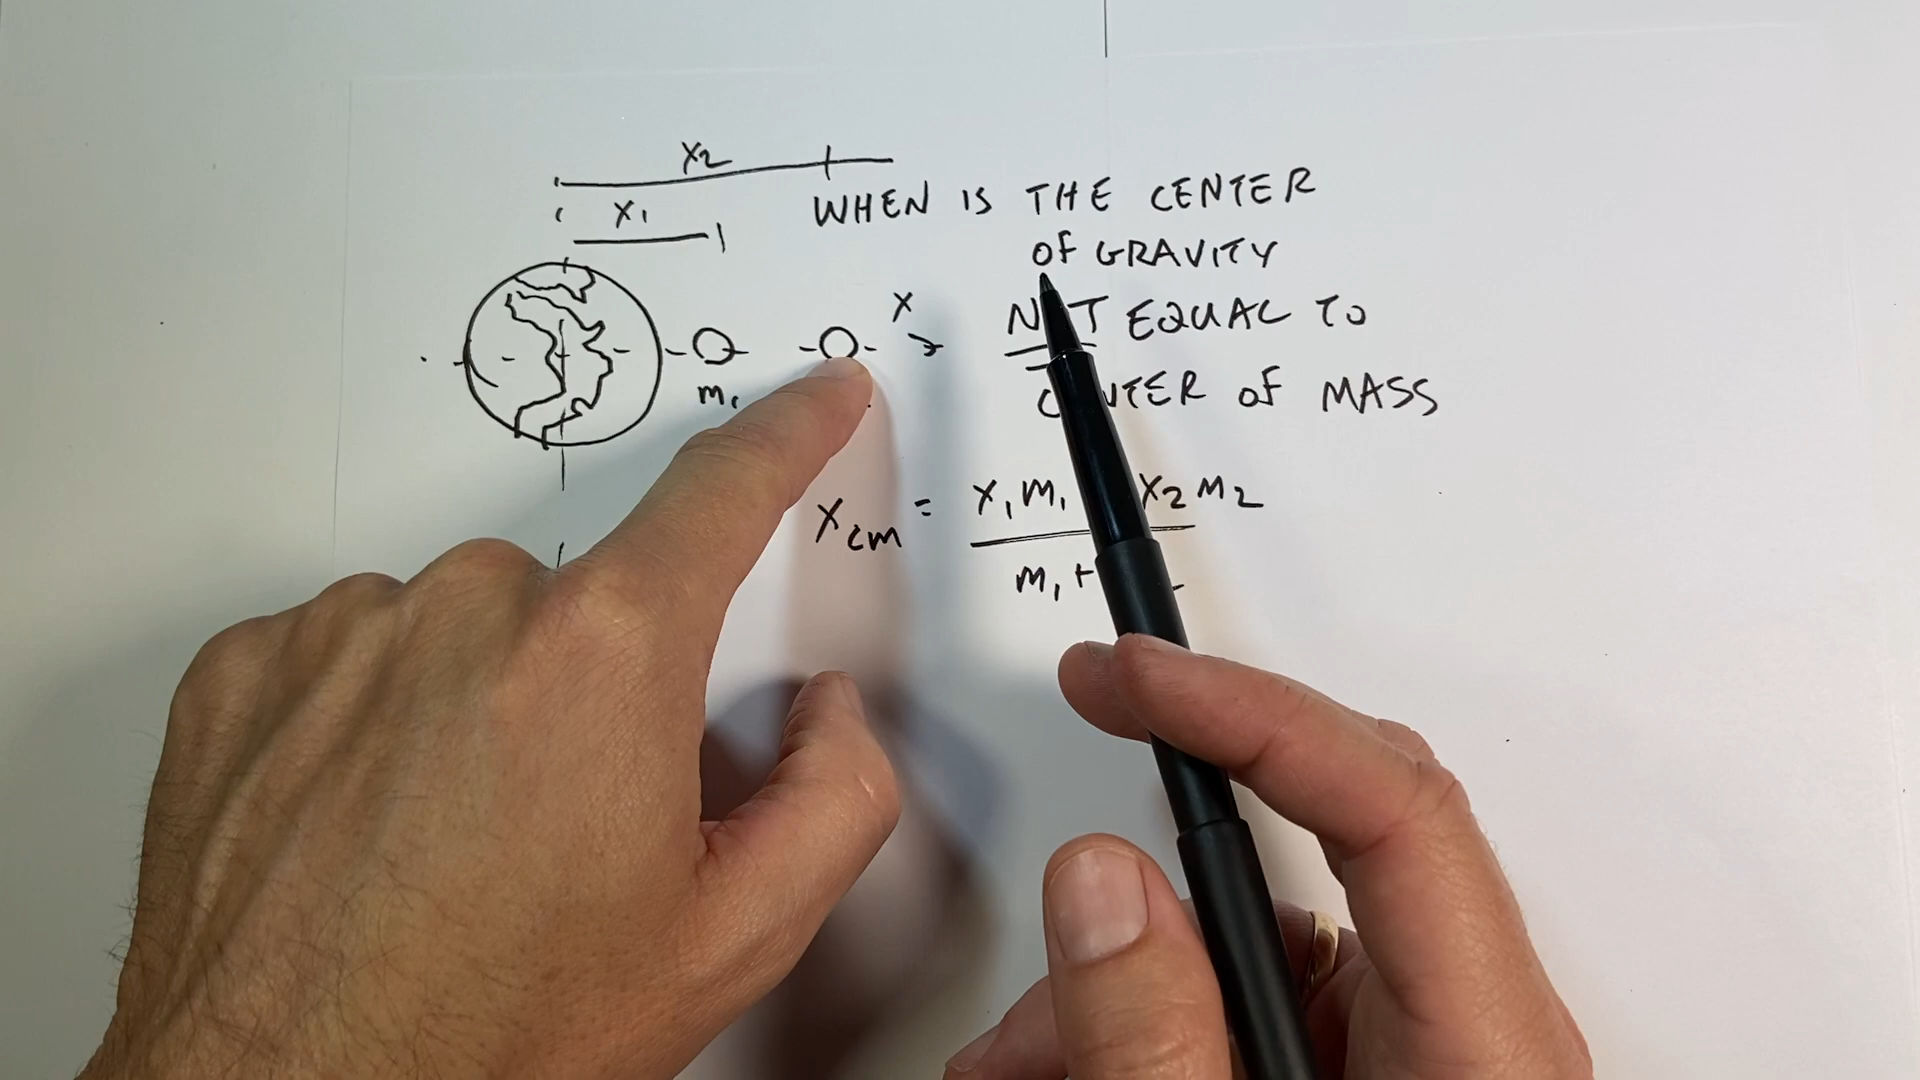 X2
X1
WHEN IS THE CENTER
OF GRAVITY
X
EQUAL TO
OF MASS
m1
Xcm = X1m1 X2m2
m1+